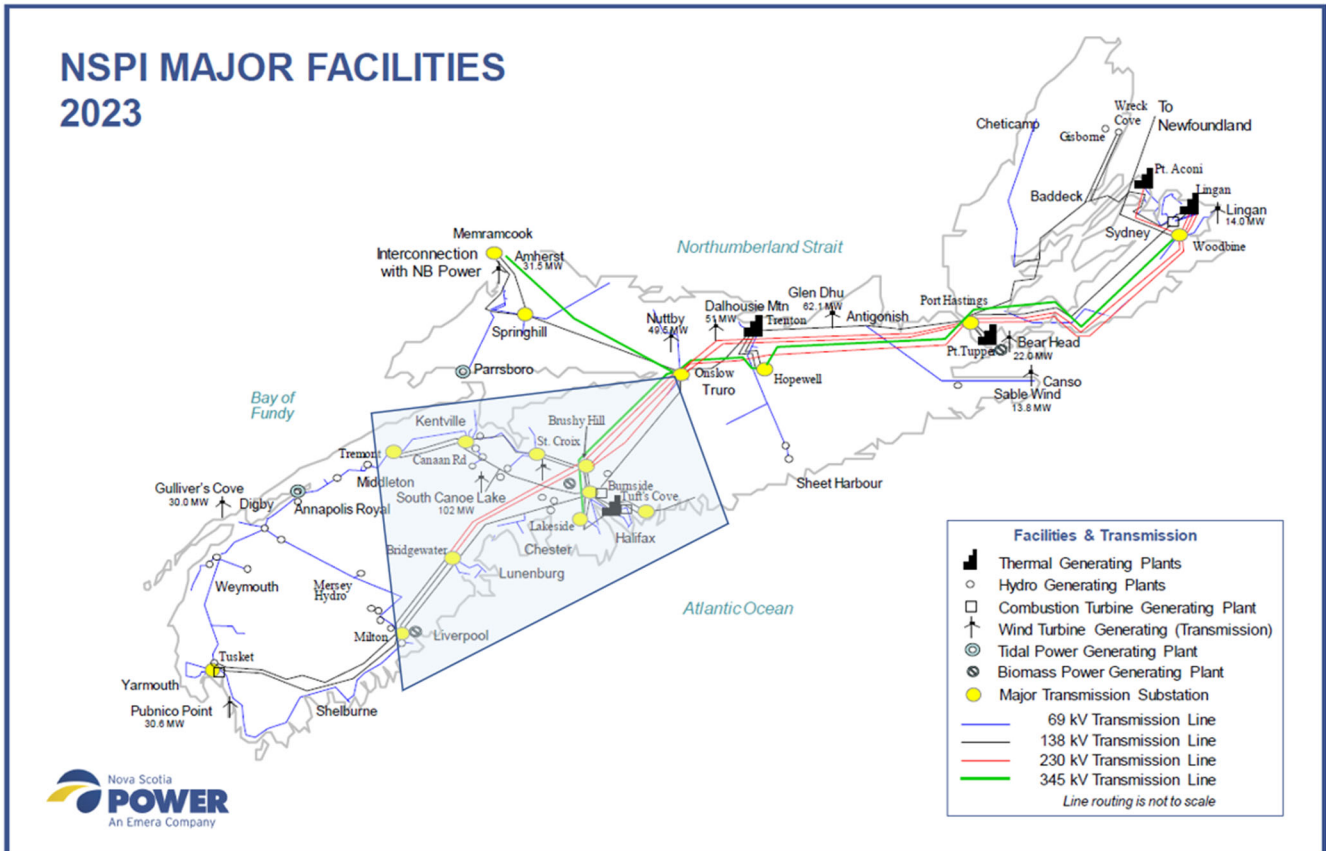 NSPI MAJOR FACILITIES
2023
Cheticamp
Wreck
Cove
Gisborne
To
Newfoundland
Pt. Aconi
Lingan
Baddeck
Lingan
14.0 MW
Sydney
Woodbine
Memramcook
Interconnection
with NB Power
Amherst
31.5 MW
Northumberland Strait
Springhill
Nuttby
49.5 MW
Dalhousie Mtn
51 MW
Trenton
Glen Dhu
62.1 MW
Antigonish
Port Hastings
Pt.Tupper
Bear Head
22.0 MW
Parrsboro
Onslow
Truro
Hopewell
Canso
Sable Wind
13.8 MW
Bay of
Fundy
Kentville
Brushy Hill
St. Croix
Tremont
Canaan Rd
Middleton
Sheet Harbour
Gulliver's Cove
30.0 MW
Digby
Annapolis Royal
South Canoe Lake
102 MW
Burnside
Tuft's Cove
Lakeside
Halifax
Bridgewater
Chester
Lunenburg
Weymouth
Mersey
Hydro
Atlantic Ocean
Milton
Liverpool
Tusket
Yarmouth
Pubnico Point
30.6 MW
Shelburne
Facilities & Transmission
Thermal Generating Plants
Hydro Generating Plants
Combustion Turbine Generating Plant
Wind Turbine Generating (Transmission)
Tidal Power Generating Plant
Biomass Power Generating Plant
Major Transmission Substation
69 kV Transmission Line
138 kV Transmission Line
230 kV Transmission Line
345 kV Transmission Line
Line routing is not to scale
Nova Scotia
POWER
An Emera Company